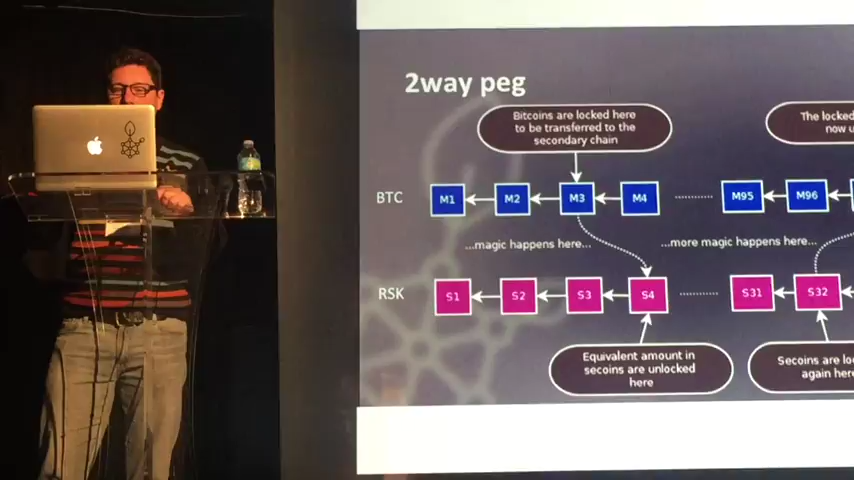 2way peg
Bitcoins are locked here
to be transferred to the
secondary chain
The locked
now u
BTC
M1 M2 M3 M4 M95 M96
...magic happens here...
...more magic happens here...
RSK
S1 S2 S3 S4 S31 S32
Equivalent amount in
secoins are unlocked
here
Secoins are lo
again here